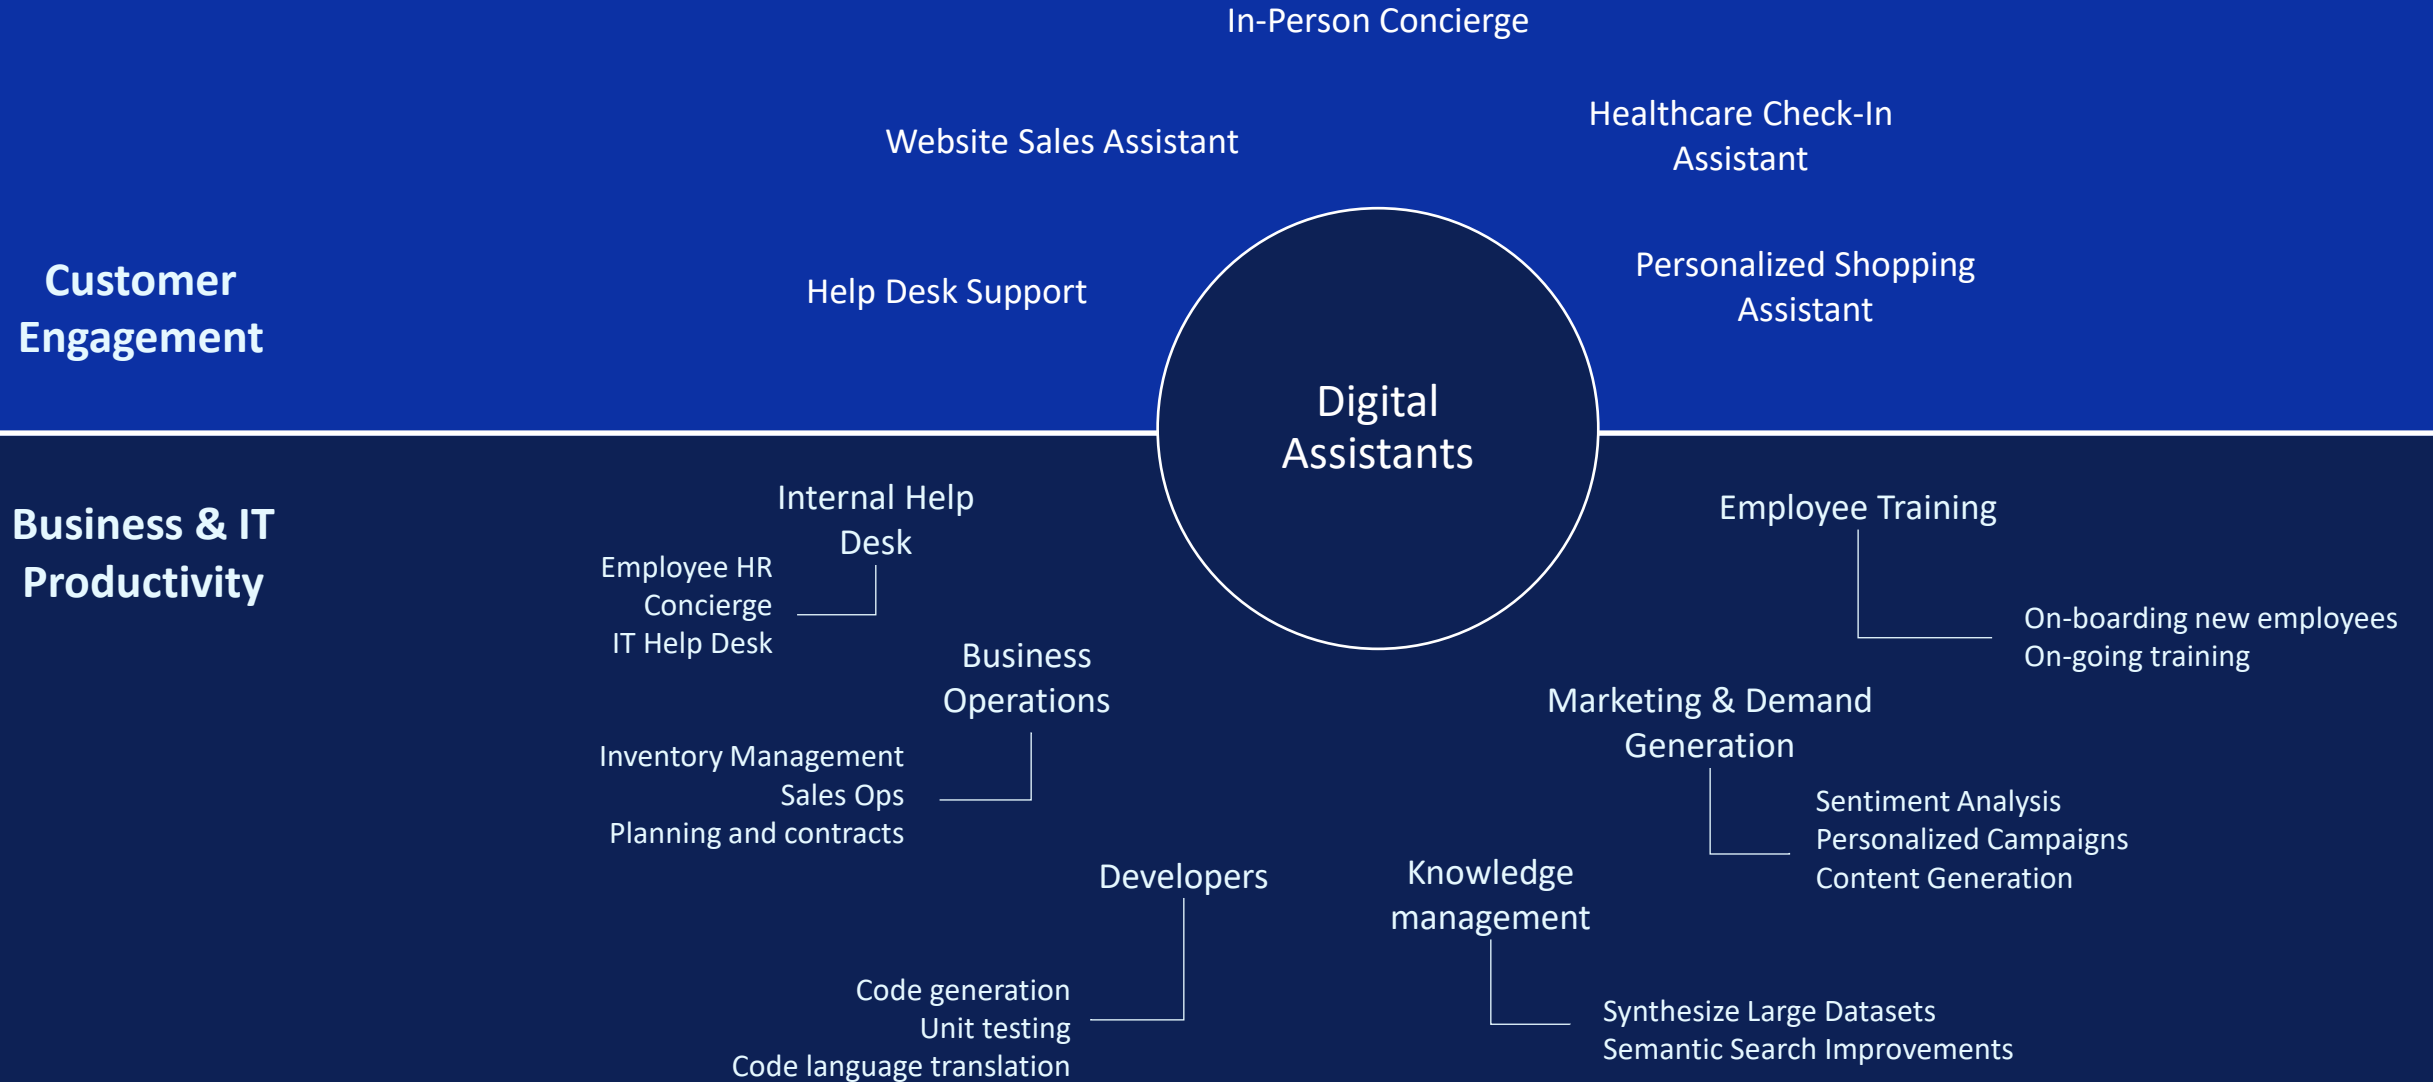 In-Person Concierge
Website Sales Assistant
Healthcare Check-In
Assistant
Help Desk Support
Personalized Shopping
Assistant
Customer
Engagement
Digital
Assistants
Business & IT
Productivity
Internal Help
Desk
Employee HR
Concierge
IT Help Desk
Employee Training
On-boarding new employees
On-going training
Business
Operations
Inventory Management
Sales Ops
Planning and contracts
Marketing & Demand
Generation
Sentiment Analysis
Personalized Campaigns
Content Generation
Developers
Code generation
Unit testing
Code language translation
Knowledge
management
Synthesize Large Datasets
Semantic Search Improvements